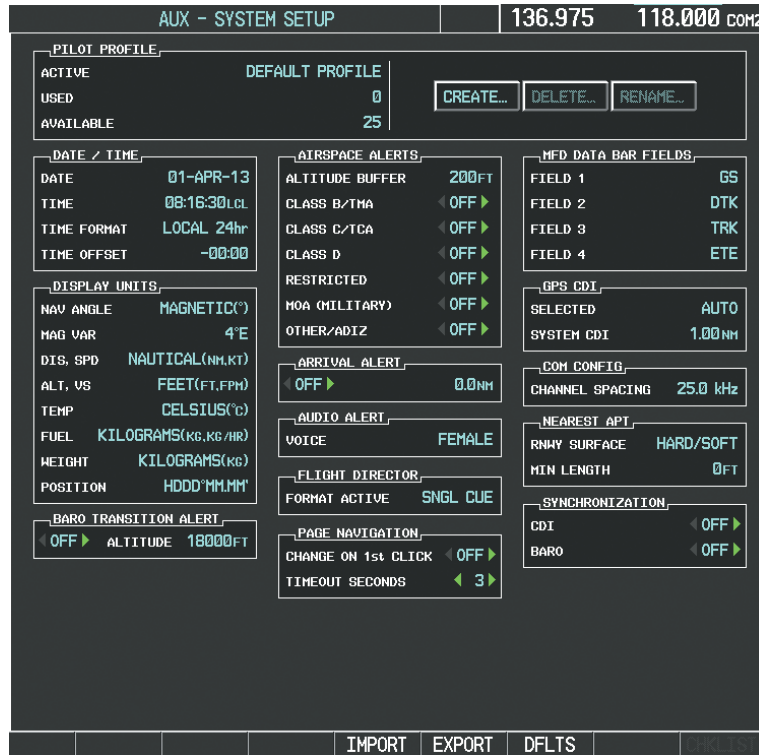 AUX - SYSTEM SETUP
136.975 118.000 COM2
PILOT PROFILE
ACTIVE DEFAULT PROFILE
USED 0
AVAILABLE 25
CREATE... DELETE... RENAME...
DATE / TIME
DATE 01-APR-13
TIME 08:16:30LCL
TIME FORMAT LOCAL 24hr
TIME OFFSET -00:00
DISPLAY UNITS
NAV ANGLE MAGNETIC(°)
MAG VAR 4°E
DIS, SPD NAUTICAL(NM,KT)
ALT, VS FEET(FT,FPM)
TEMP CELSIUS(°C)
FUEL KILOGRAMS(KG,KG/HR)
WEIGHT KILOGRAMS(KG)
POSITION HDDD°MM.MM'
BARO TRANSITION ALERT
OFF ALTITUDE 18000FT
AIRSPACE ALERTS
ALTITUDE BUFFER 200FT
CLASS B/TMA OFF
CLASS C/TCA OFF
CLASS D OFF
RESTRICTED OFF
MOA (MILITARY) OFF
OTHER/ADIZ OFF
ARRIVAL ALERT
OFF 0.0NM
AUDIO ALERT
VOICE FEMALE
FLIGHT DIRECTOR
FORMAT ACTIVE SNGL CUE
PAGE NAVIGATION
CHANGE ON 1st CLICK OFF
TIMEOUT SECONDS 3
MFD DATA BAR FIELDS
FIELD 1 GS
FIELD 2 DTK
FIELD 3 TRK
FIELD 4 ETE
GPS CDI
SELECTED AUTO
SYSTEM CDI 1.00NM
COM CONFIG
CHANNEL SPACING 25.0 kHz
NEAREST APT
RNWY SURFACE HARD/SOFT
MIN LENGTH 0FT
SYNCHRONIZATION
CDI OFF
BARO OFF
IMPORT EXPORT DFLTS CHKLIST